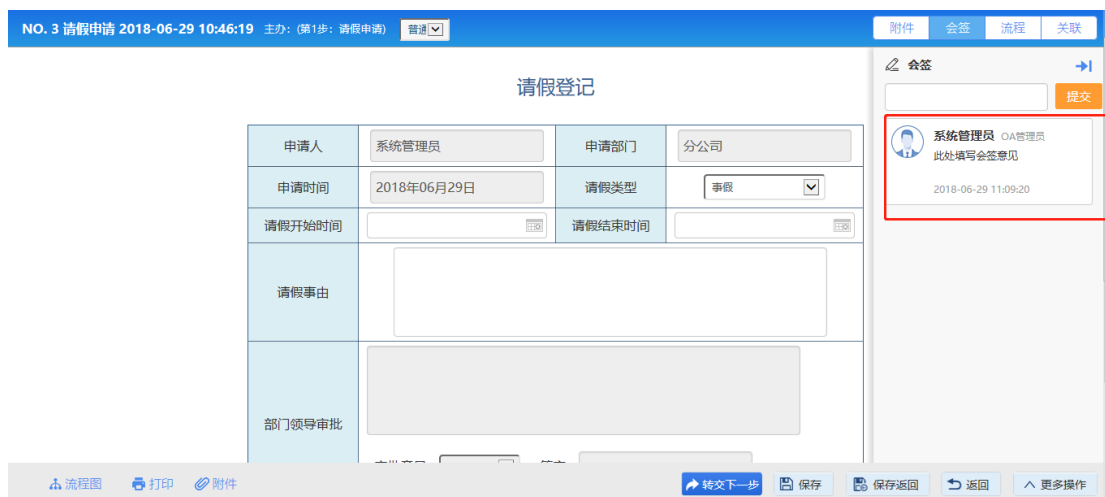 NO. 3 请假申请 2018-06-29 10:46:19 主办: (第1步: 请假申请) 普通
附件 会签 流程 关联
会签
提交
系统管理员 OA管理员
此处填写会签意见
2018-06-29 11:09:20
请假登记
申请人 系统管理员 申请部门 分公司
申请时间 2018年06月29日 请假类型 事假
请假开始时间 请假结束时间
请假事由
部门领导审批
流程图 打印 附件 转交下一步 保存 保存返回 返回 更多操作